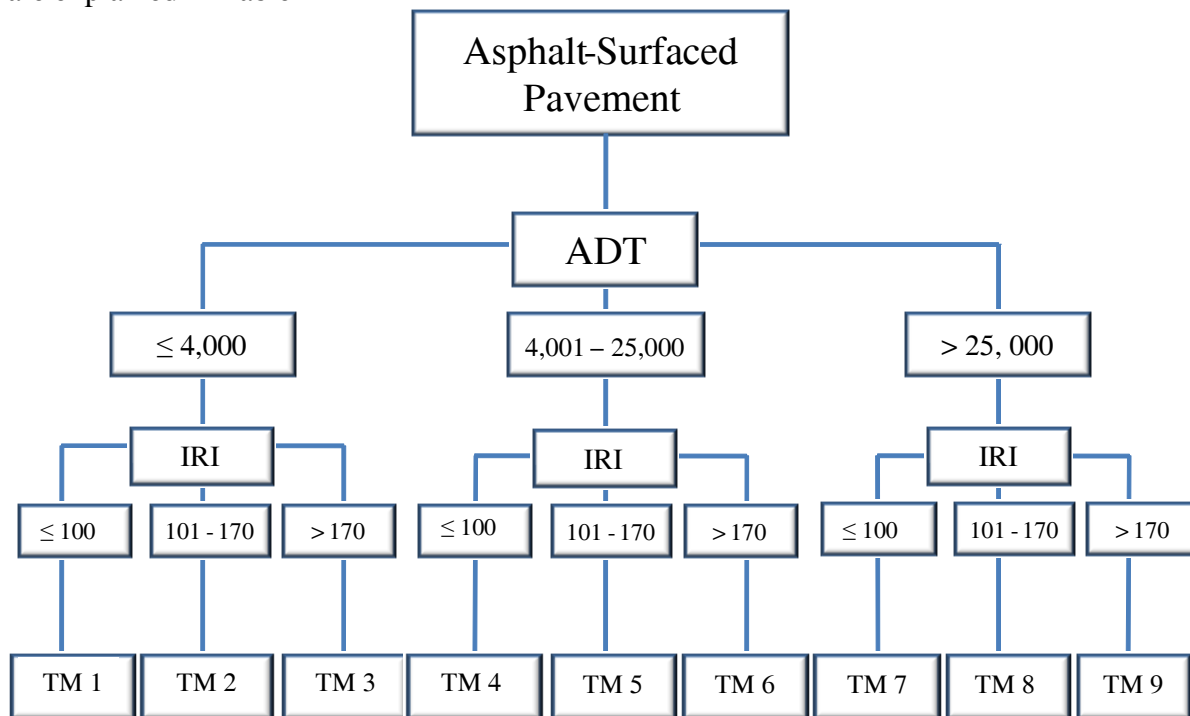 Asphalt-Surfaced
Pavement
ADT
≤ 4,000
4,001 – 25,000
> 25, 000
IRI
IRI
IRI
≤ 100
101 - 170
> 170
≤ 100
101 - 170
> 170
≤ 100
101 - 170
> 170
TM 1
TM 2
TM 3
TM 4
TM 5
TM 6
TM 7
TM 8
TM 9